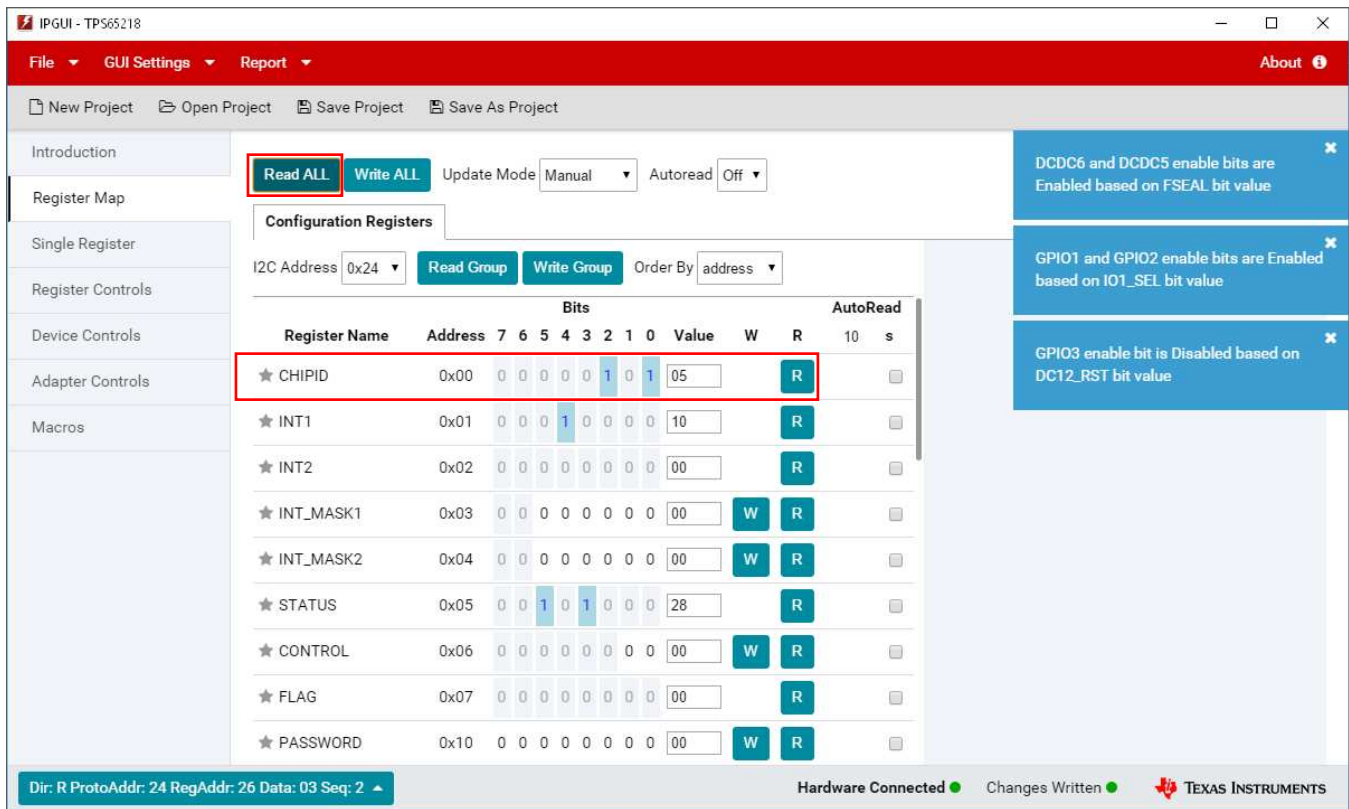 IPGUI - TPS65218
File GUI Settings Report About
New Project Open Project Save Project Save As Project
Introduction
Register Map
Single Register
Register Controls
Device Controls
Adapter Controls
Macros
Read ALL Write ALL Update Mode Manual Autoread Off
Configuration Registers
I2C Address 0x24 Read Group Write Group Order By address
Bits AutoRead
Register Name Address 7 6 5 4 3 2 1 0 Value W R 10 s
CHIPID 0x00 0 0 0 0 0 1 0 1 05 R
INT1 0x01 0 0 0 1 0 0 0 0 10 R
INT2 0x02 0 0 0 0 0 0 0 0 00 R
INT_MASK1 0x03 0 0 0 0 0 0 0 0 00 W R
INT_MASK2 0x04 0 0 0 0 0 0 0 0 00 W R
STATUS 0x05 0 0 1 0 1 0 0 0 28 R
CONTROL 0x06 0 0 0 0 0 0 0 0 00 W R
FLAG 0x07 0 0 0 0 0 0 0 0 00 R
PASSWORD 0x10 0 0 0 0 0 0 0 0 00 W R
DCDC6 and DCDC5 enable bits are
Enabled based on FSEAL bit value
GPIO1 and GPIO2 enable bits are Enabled
based on IO1_SEL bit value
GPIO3 enable bit is Disabled based on
DC12_RST bit value
Dir: R ProtoAddr: 24 RegAddr: 26 Data: 03 Seq: 2 Hardware Connected Changes Written TEXAS INSTRUMENTS